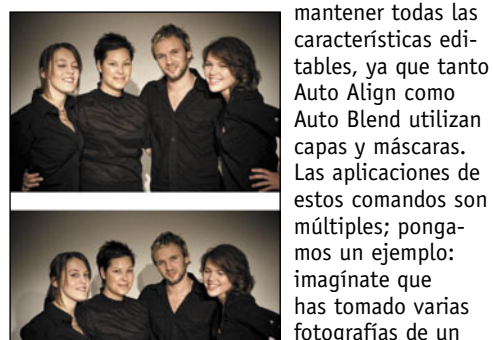 mantener todas las
características edi-
tables, ya que tanto
Auto Align como
Auto Blend utilizan
capas y máscaras.
Las aplicaciones de
estos comandos son
múltiples; ponga-
mos un ejemplo:
imagínate que
has tomado varias
fotografías de un